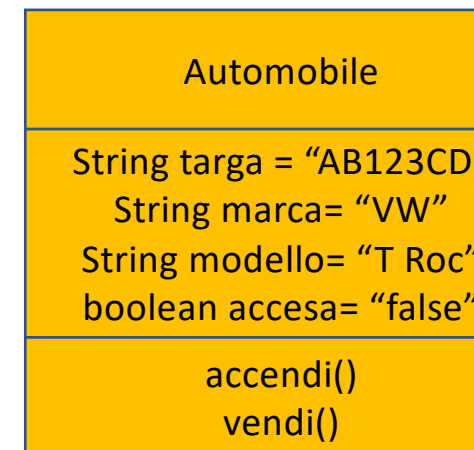 Automobile
String targa = “AB123CD
String marca= “VW”
String modello= “T Roc”
boolean accesa= “false”
accendi()
vendi()